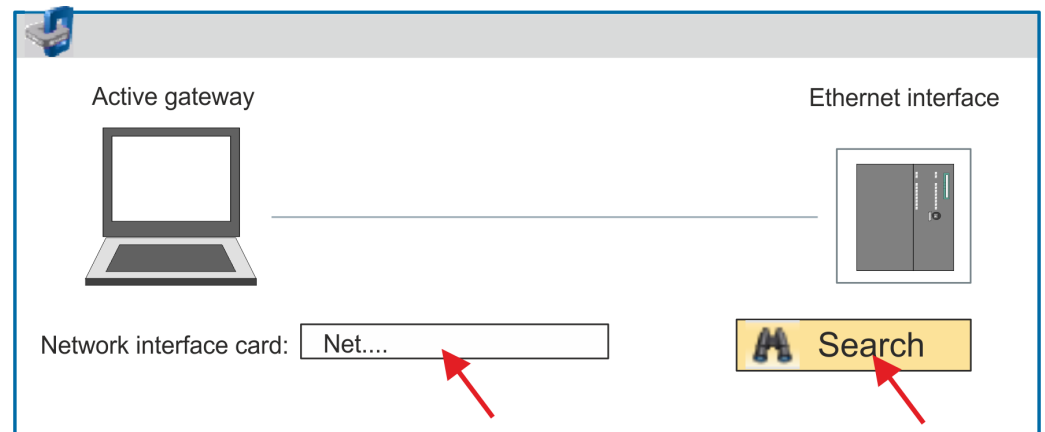 Active gateway
Ethernet interface
Network interface card:
Net....
Search